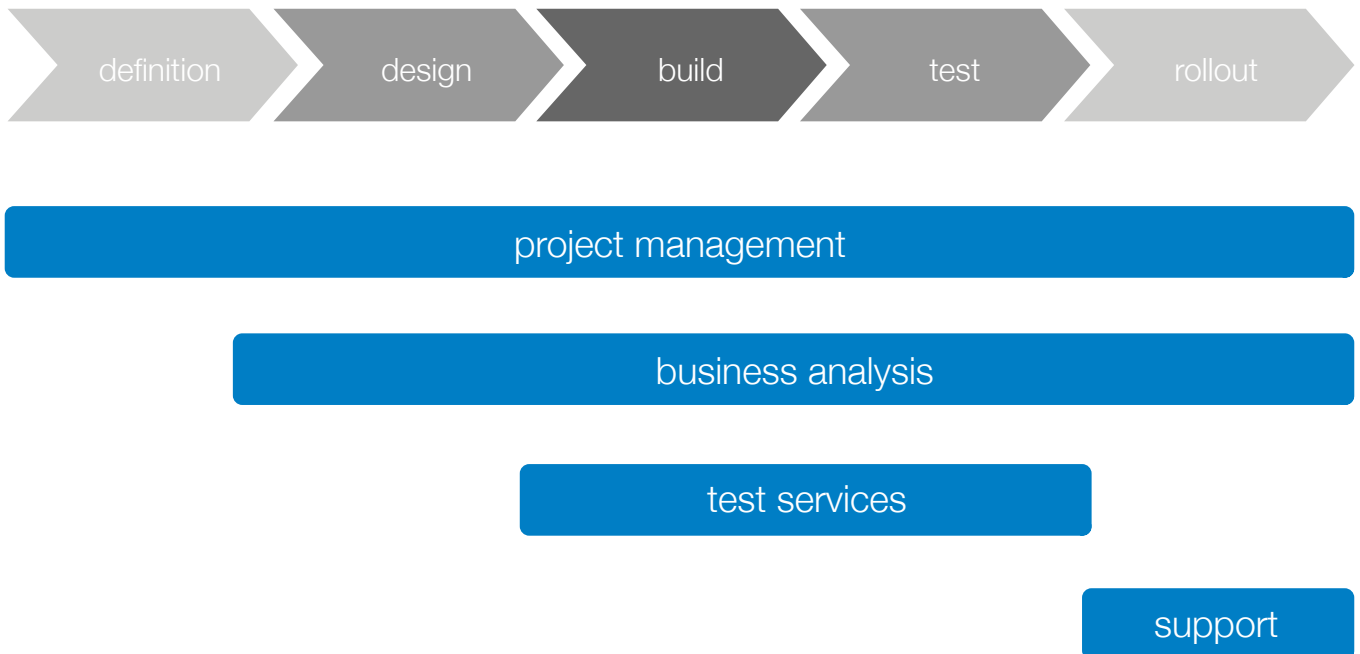 definition
design
build
test
rollout
project management
business analysis
test services
support